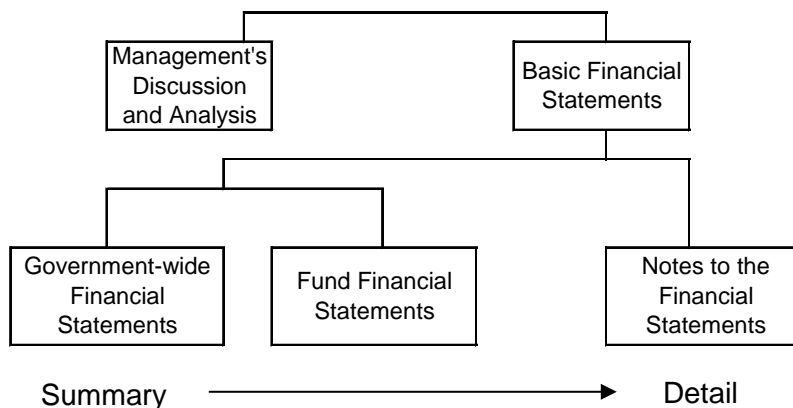 Management's
Discussion
and Analysis
Basic Financial
Statements
Government-wide
Financial
Statements
Fund Financial
Statements
Notes to the
Financial
Statements
Summary
Detail